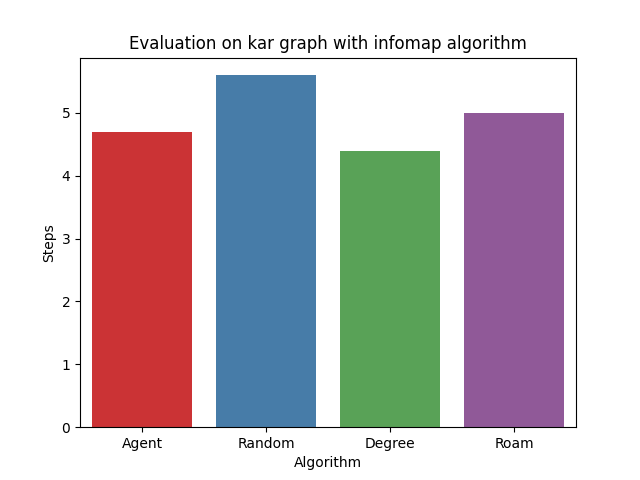 Evaluation on kar graph with infomap algorithm
5
4
3
2
1
0
Steps
Agent Random Degree Roam
Algorithm